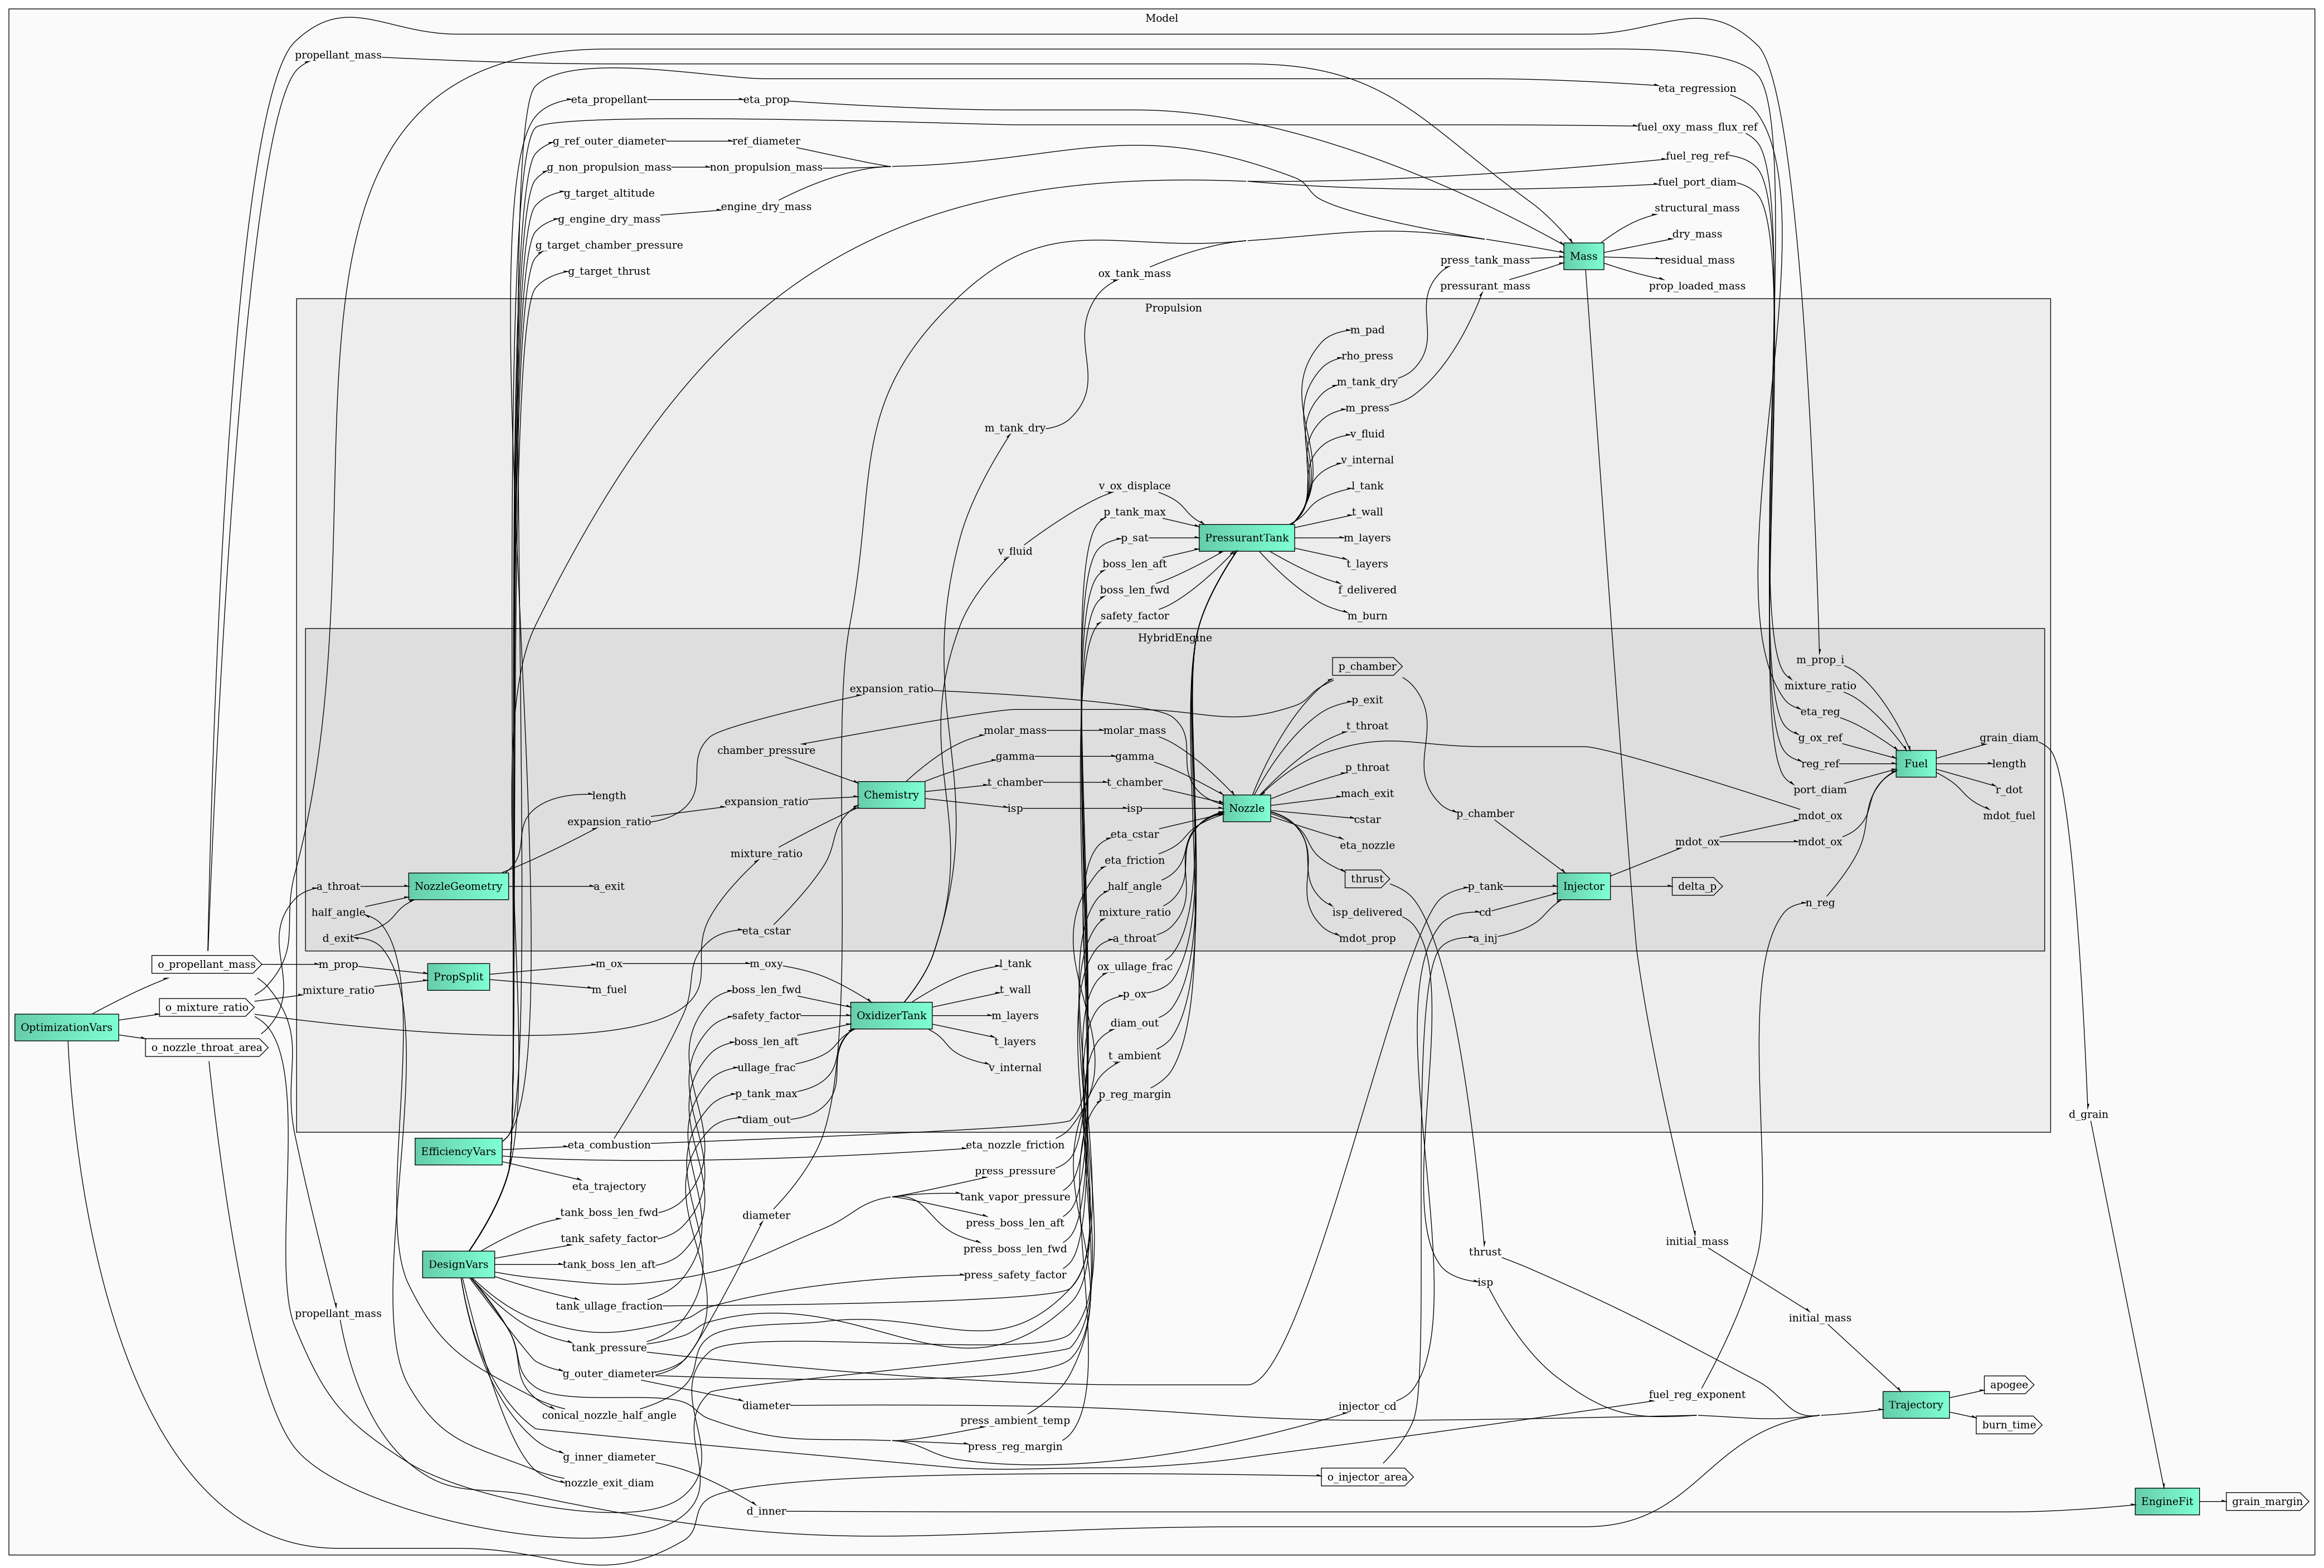 Model
propellant_mass
eta_regression
eta_propellant
eta_prop
fuel_oxy_mass_flux_ref
g_ref_outer_diameter
ref_diameter
fuel_reg_ref
g_non_propulsion_mass
non_propulsion_mass
fuel_port_diam
g_target_altitude
engine_dry_mass
structural_mass
g_engine_dry_mass
dry_mass
g_target_chamber_pressure
Mass
ox_tank_mass
press_tank_mass
residual_mass
g_target_thrust
pressurant_mass
prop_loaded_mass
Propulsion
m_pad
rho_press
m_tank_dry
m_press
m_tank_dry
v_fluid
v_internal
v_ox_displace
l_tank
p_tank_max
t_wall
p_sat
PressurantTank
m_layers
v_fluid
boss_len_aft
t_layers
boss_len_fwd
f_delivered
safety_factor
m_burn
HybridEngine
p_chamber
m_prop_i
expansion_ratio
mixture_ratio
p_exit
eta_reg
t_throat
molar_mass
molar_mass
g_ox_ref
grain_diam
chamber_pressure
gamma
gamma
p_throat
reg_ref
Fuel
length
t_chamber
t_chamber
port_diam
r_dot
length
Chemistry
mach_exit
expansion_ratio
isp
isp
Nozzle
p_chamber
mdot_ox
mdot_fuel
expansion_ratio
cstar
eta_cstar
mdot_ox
mdot_ox
mixture_ratio
eta_friction
eta_nozzle
a_throat
NozzleGeometry
a_exit
half_angle
thrust
p_tank
Injector
delta_p
half_angle
mixture_ratio
isp_delivered
cd
n_reg
d_exit
eta_cstar
a_throat
mdot_prop
a_inj
o_propellant_mass
m_prop
PropSplit
m_ox
m_oxy
l_tank
ox_ullage_frac
mixture_ratio
m_fuel
boss_len_fwd
t_wall
p_ox
o_mixture_ratio
OptimizationVars
safety_factor
OxidizerTank
m_layers
diam_out
o_nozzle_throat_area
boss_len_aft
t_layers
t_ambient
ullage_frac
v_internal
p_tank_max
p_reg_margin
diam_out
d_grain
EfficiencyVars
eta_combustion
eta_nozzle_friction
press_pressure
eta_trajectory
tank_vapor_pressure
tank_boss_len_fwd
diameter
press_boss_len_aft
tank_safety_factor
press_boss_len_fwd
initial_mass
thrust
DesignVars
tank_boss_len_aft
press_safety_factor
isp
propellant_mass
tank_ullage_fraction
initial_mass
tank_pressure
g_outer_diameter
apogee
conical_nozzle_half_angle
diameter
press_ambient_temp
injector_cd
fuel_reg_exponent
Trajectory
burn_time
press_reg_margin
g_inner_diameter
nozzle_exit_diam
o_injector_area
d_inner
EngineFit
grain_margin